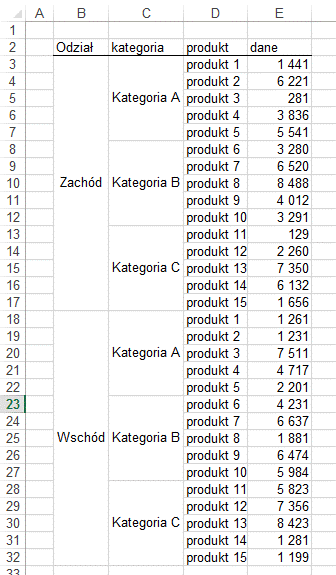 A B C D E
1
2 Odział kategoria produkt dane
3 produkt 1 1 441
4 produkt 2 6 221
5 Kategoria A produkt 3 281
6 produkt 4 3 836
7 produkt 5 5 541
8 produkt 6 3 280
9 produkt 7 6 520
10 Zachód Kategoria B produkt 8 8 488
11 produkt 9 4 012
12 produkt 10 3 291
13 produkt 11 129
14 produkt 12 2 260
15 Kategoria C produkt 13 7 350
16 produkt 14 6 132
17 produkt 15 1 656
18 produkt 1 1 261
19 produkt 2 1 231
20 Kategoria A produkt 3 7 511
21 produkt 4 4 717
22 produkt 5 2 201
23 produkt 6 4 231
24 produkt 7 6 637
25 Wschód Kategoria B produkt 8 1 881
26 produkt 9 6 474
27 produkt 10 5 984
28 produkt 11 5 823
29 produkt 12 7 356
30 Kategoria C produkt 13 8 423
31 produkt 14 1 281
32 produkt 15 1 199
33